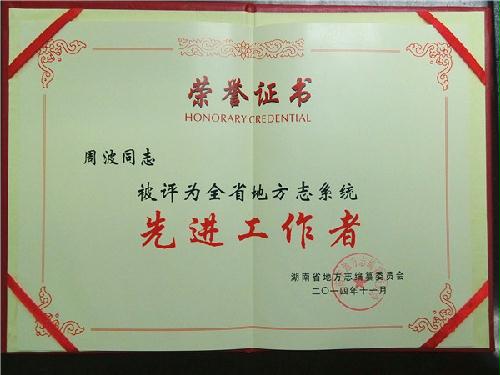 荣誉证书
HONORARY CREDENTIAL
周波同志
被评为全省地方志系统
先进工作者
湖南省地方志编纂委员会
二〇一四年十一月